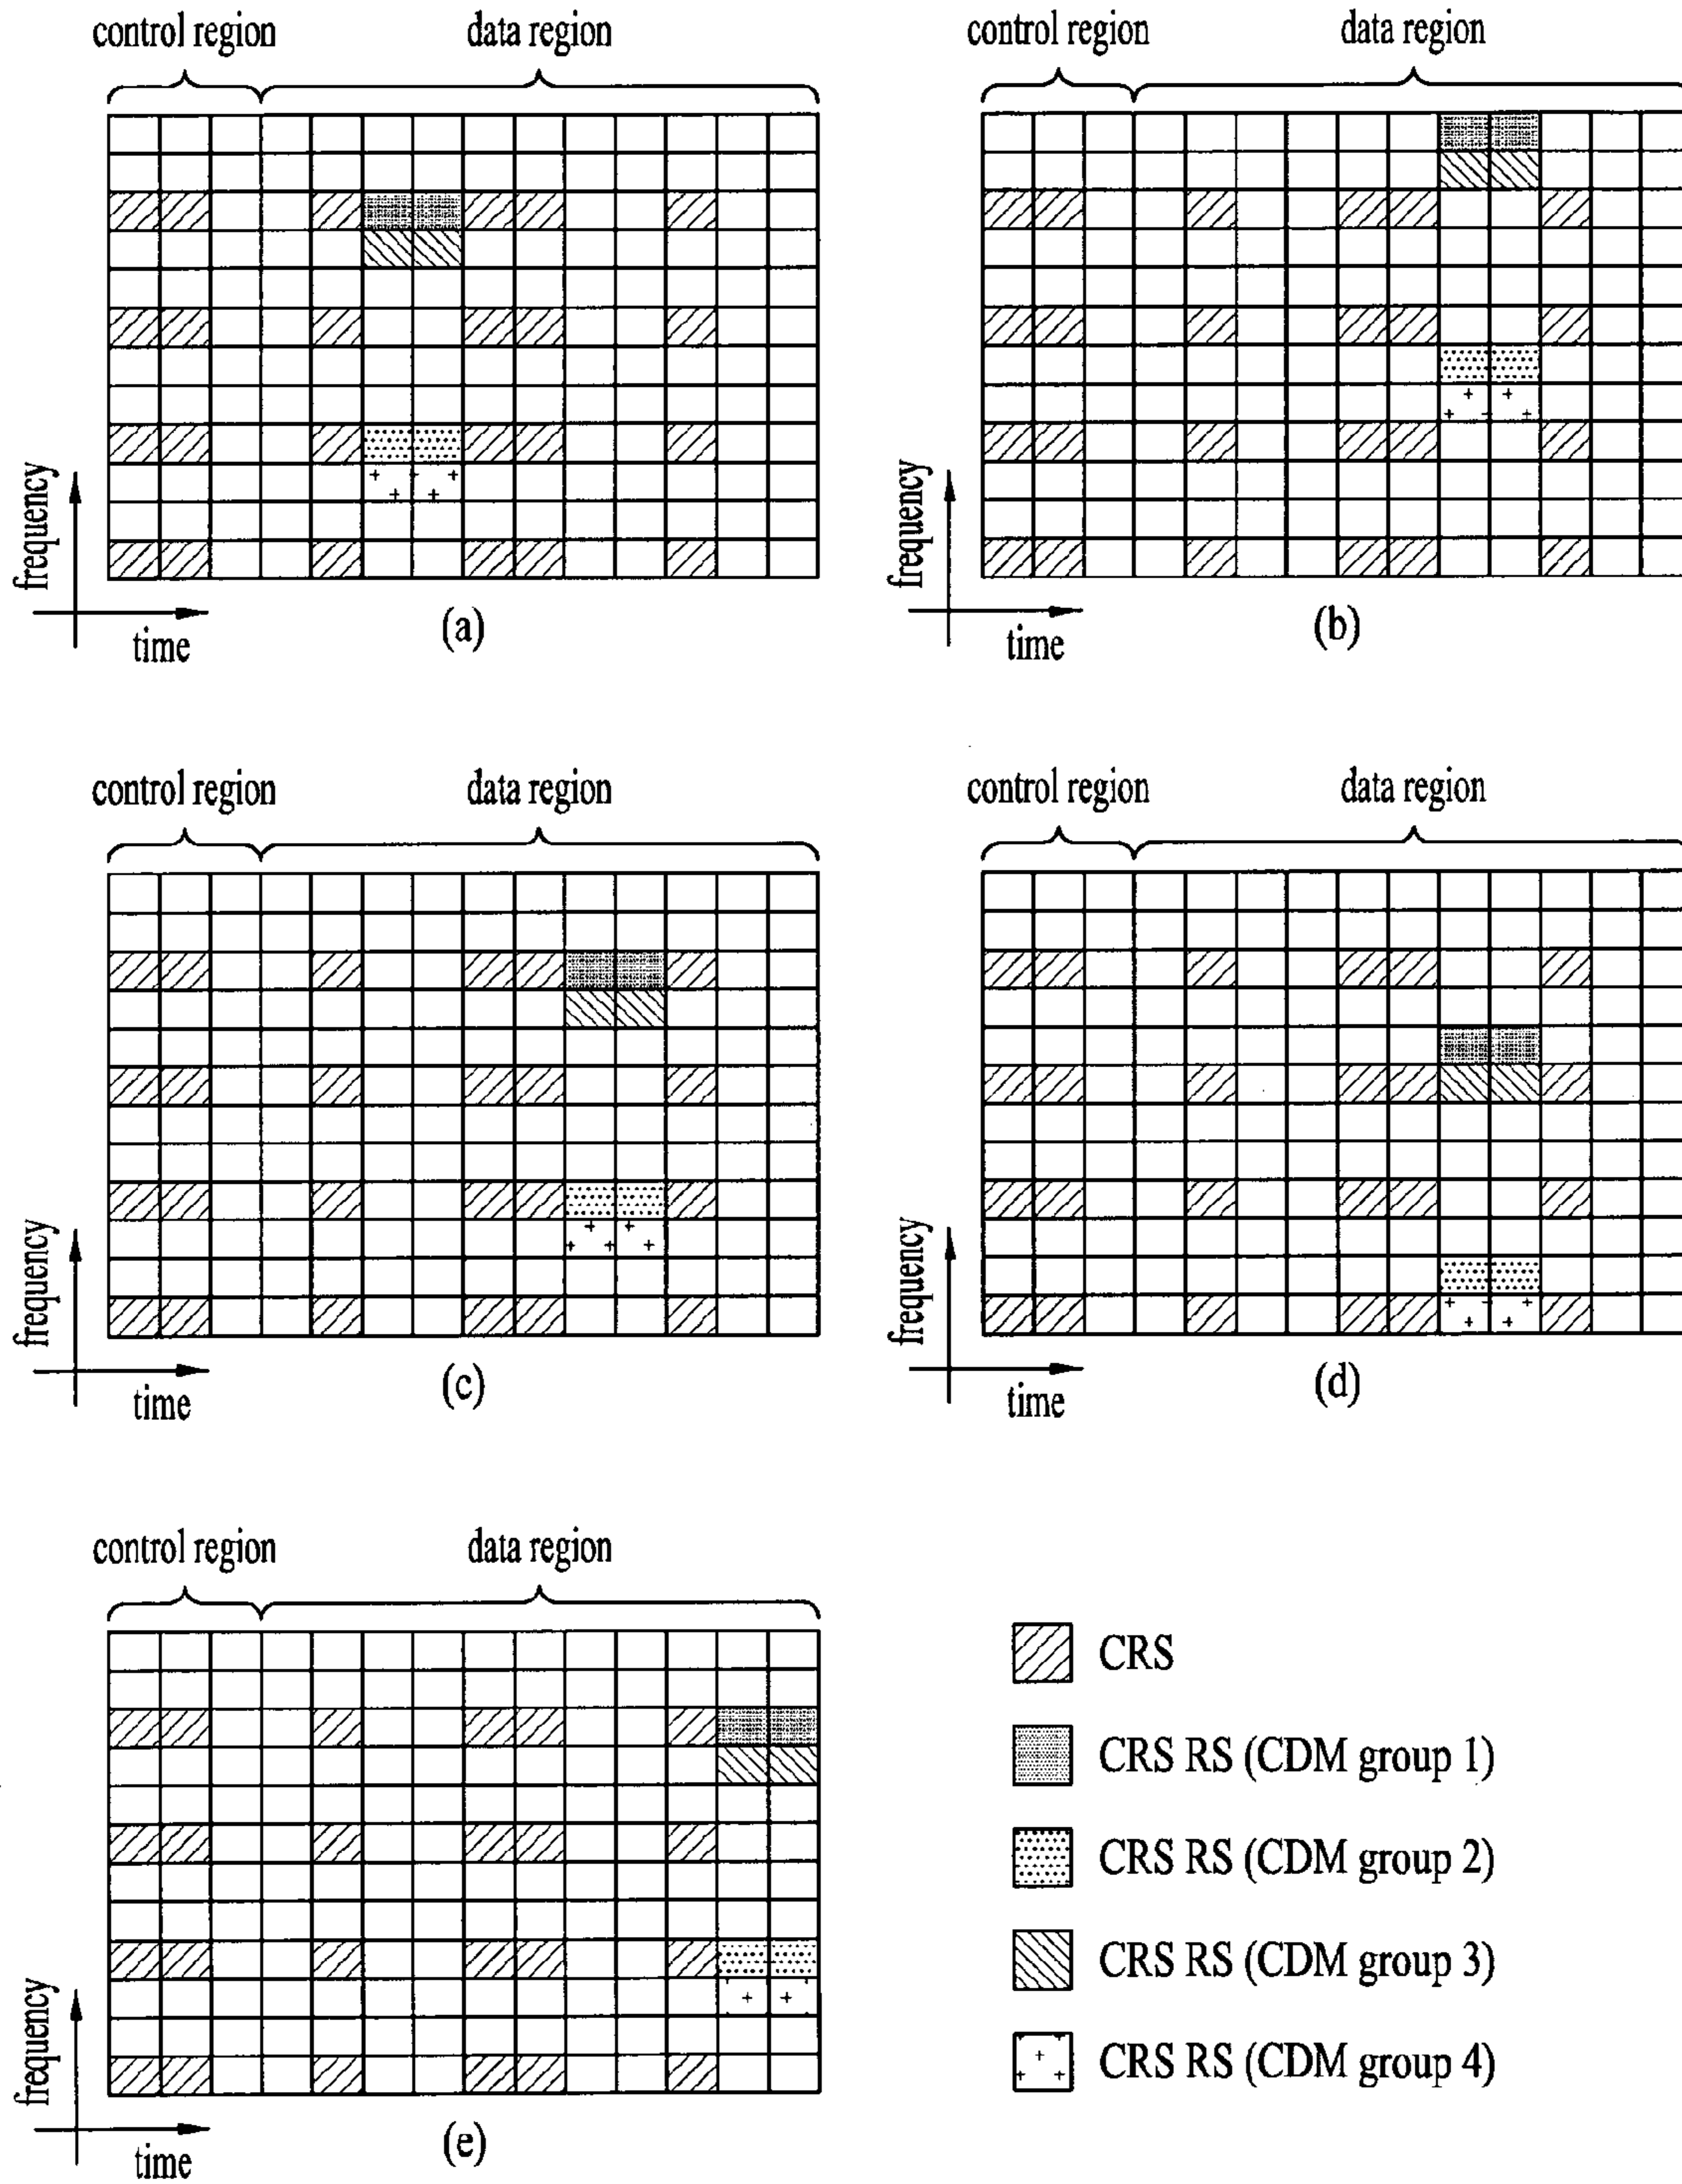 control region data region
control region data region
frequency
time
(a)
frequency
time
(b)
control region data region
control region data region
frequency
time
(c)
frequency
time
(d)
control region data region
frequency
time
(e)
CRS
CRS RS (CDM group 1)
CRS RS (CDM group 2)
CRS RS (CDM group 3)
CRS RS (CDM group 4)